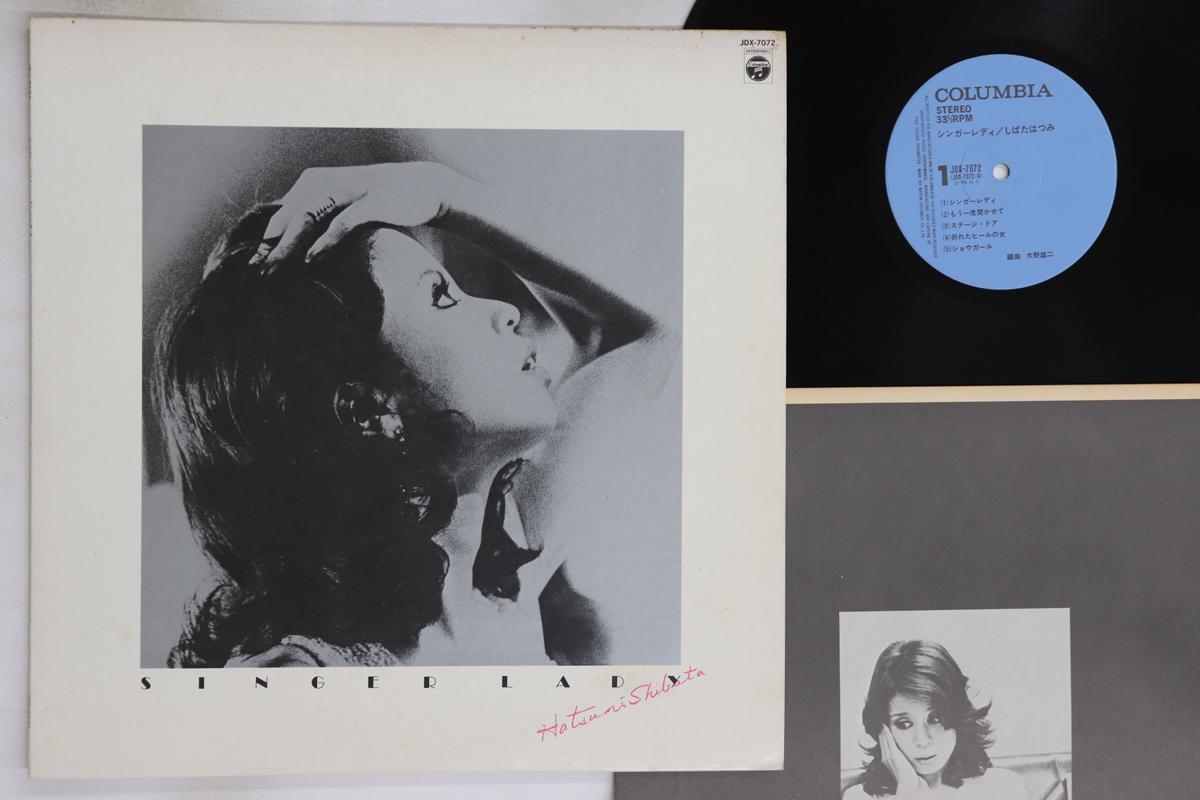 JDX-7072
Columbia
SINGER LADY
Hatsumi Shibata
COLUMBIA
STEREO
33⅓RPM
シンガーレディ／しばたはつみ
1
JDX-7072
(JDX-7072-A)
(1)シンガーレディ
(2)もう一度聞かせて
(3)ステージ・ドア
(4)折れたヒールの女
(5)ショウガール
編曲 大野雄二